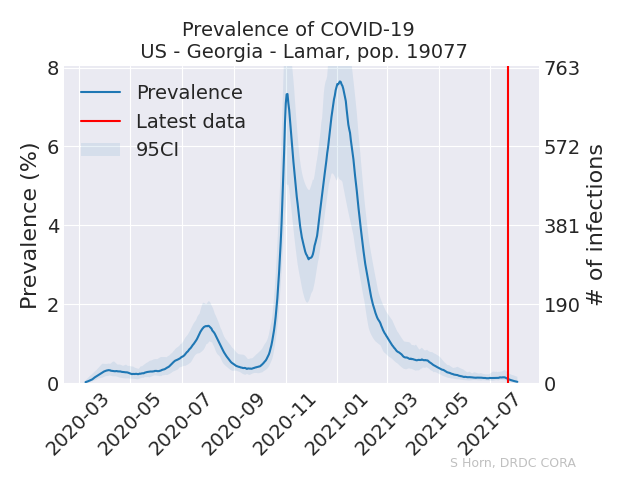 Prevalence of COVID-19
US - Georgia - Lamar, pop. 19077
Prevalence
Latest data
95CI
Prevalence (%)
8
6
4
2
0
763
572
381
190
0
# of infections
2020-03
2020-05
2020-07
2020-09
2020-11
2021-01
2021-03
2021-05
2021-07
S Horn, DRDC CORA